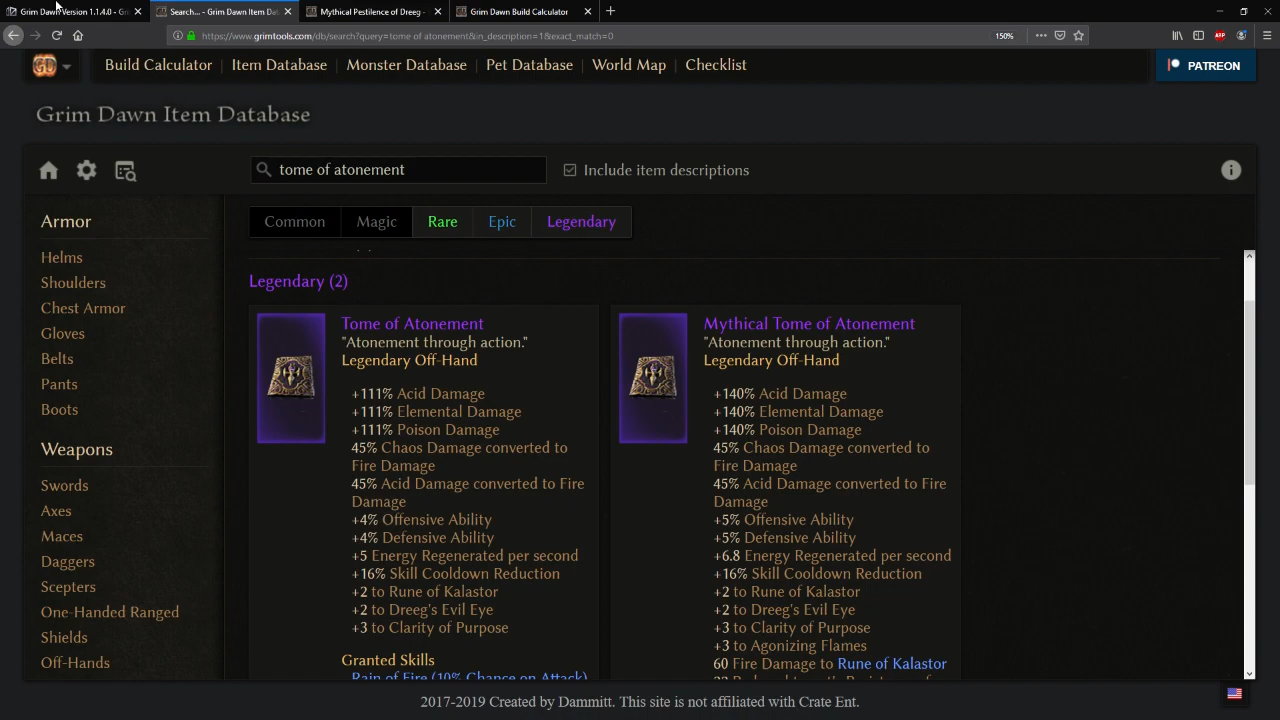 Grim Dawn Version 1.1.4.0 - Gri
Search... - Grim Dawn Item Dat
Mythical Pestilence of Dreeg -
Grim Dawn Build Calculator
https://www.grimtools.com/db/search?query=tome of atonement&in_description=1&exact_match=0
150%
ABP
GD
Build Calculator
Item Database
Monster Database
Pet Database
World Map
Checklist
PATREON
Grim Dawn Item Database
tome of atonement
Include item descriptions
Armor
Helms
Shoulders
Chest Armor
Gloves
Belts
Pants
Boots
Weapons
Swords
Axes
Maces
Daggers
Scepters
One-Handed Ranged
Shields
Off-Hands
Common
Magic
Rare
Epic
Legendary
Legendary (2)
Tome of Atonement
"Atonement through action."
Legendary Off-Hand
+111% Acid Damage
+111% Elemental Damage
+111% Poison Damage
45% Chaos Damage converted to
Fire Damage
45% Acid Damage converted to Fire
Damage
+4% Offensive Ability
+4% Defensive Ability
+5 Energy Regenerated per second
+16% Skill Cooldown Reduction
+2 to Rune of Kalastor
+2 to Dreeg's Evil Eye
+3 to Clarity of Purpose
Granted Skills
Rain of Fire (10% Chance on Attack)
Mythical Tome of Atonement
"Atonement through action."
Legendary Off-Hand
+140% Acid Damage
+140% Elemental Damage
+140% Poison Damage
45% Chaos Damage converted to
Fire Damage
45% Acid Damage converted to Fire
Damage
+5% Offensive Ability
+5% Defensive Ability
+6.8 Energy Regenerated per second
+16% Skill Cooldown Reduction
+2 to Rune of Kalastor
+2 to Dreeg's Evil Eye
+3 to Clarity of Purpose
+3 to Agonizing Flames
60 Fire Damage to Rune of Kalastor
2017-2019 Created by Dammitt. This site is not affiliated with Crate Ent.